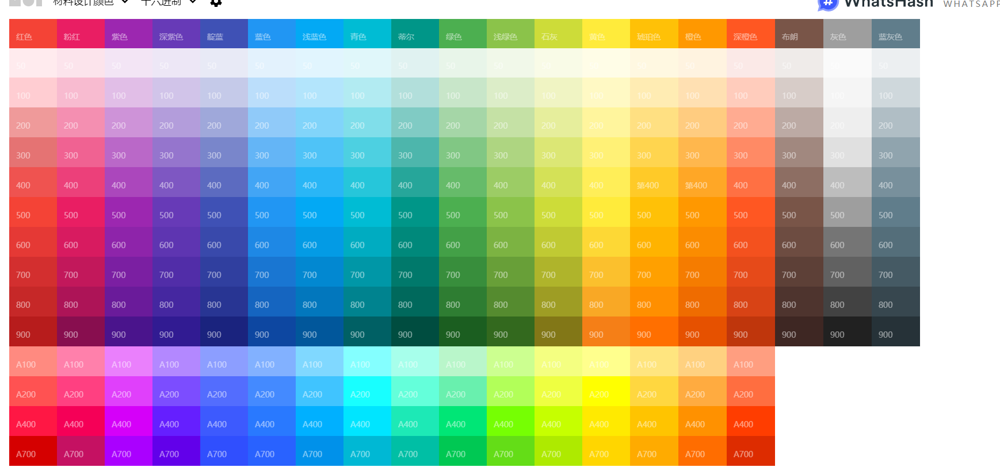 材料设计颜色 十六进制 WhatsHash WHATSAPP
红色 粉红 紫色 深紫色 靛蓝 蓝色 浅蓝色 青色 蒂尔 绿色 浅绿色 石灰 黄色 琥珀色 橙色 深橙色 布朗 灰色 蓝灰色
50 50 50 50 50 50 50 50 50 50 50 50 50 50 50 50
100 100 100 100 100 100 100 100 100 100 100 100 100 100 100 100 100 100 100
200 200 200 200 200 200 200 200 200 200 200 200 200 200 200 200 200 200 200
300 300 300 300 300 300 300 300 300 300 300 300 300 300 300 300 300 300 300
400 400 400 400 400 400 400 400 400 400 400 400 400 第400 第400 400 400 400 400
500 500 500 500 500 500 500 500 500 500 500 500 500 500 500 500 500 500 500
600 600 600 600 600 600 600 600 600 600 600 600 600 600 600 600 600 600 600
700 700 700 700 700 700 700 700 700 700 700 700 700 700 700 700 700 700 700
800 800 800 800 800 800 800 800 800 800 800 800 800 800 800 800 800 800 800
900 900 900 900 900 900 900 900 900 900 900 900 900 900 900 900 900 900 900
A100 A100 A100 A100 A100 A100 A100 A100 A100 A100 A100 A100 A100 A100 A100 A100
A200 A200 A200 A200 A200 A200 A200 A200 A200 A200 A200 A200 A200 A200 A200 A200
A400 A400 A400 A400 A400 A400 A400 A400 A400 A400 A400 A400 A400 A400 A400 A400
A700 A700 A700 A700 A700 A700 A700 A700 A700 A700 A700 A700 A700 A700 A700 A700